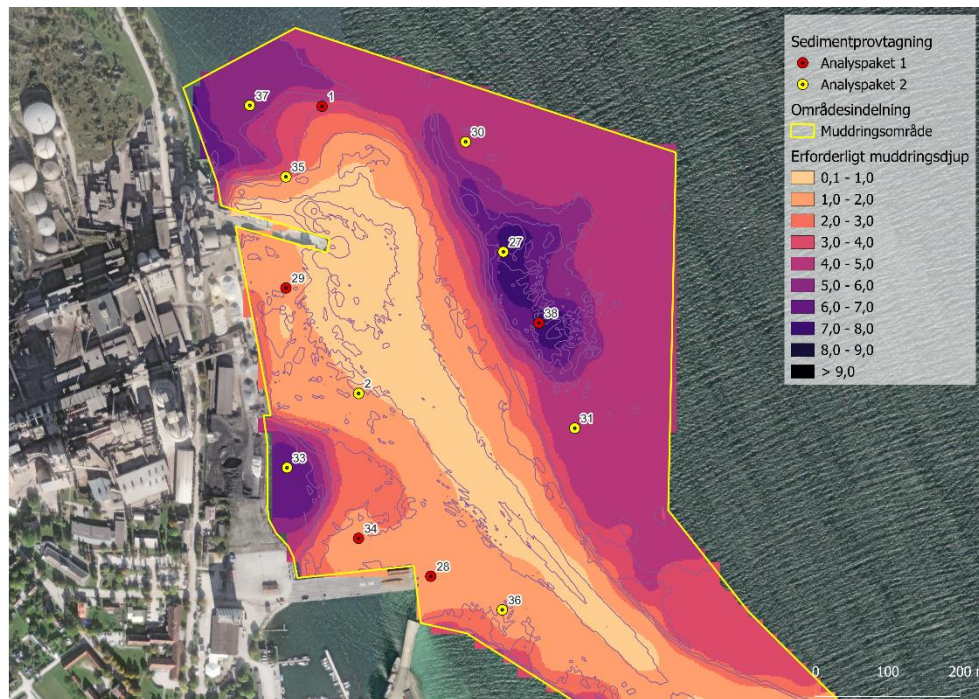 Sedimentprovtagning
Analyspaket 1
Analyspaket 2
Områdesindelning
Muddringsområde
Erforderligt muddringsdjup
0,1 - 1,0
1,0 - 2,0
2,0 - 3,0
3,0 - 4,0
4,0 - 5,0
5,0 - 6,0
6,0 - 7,0
7,0 - 8,0
8,0 - 9,0
> 9,0
37
1
30
35
27
29
38
2
31
33
34
28
36
0 100 200